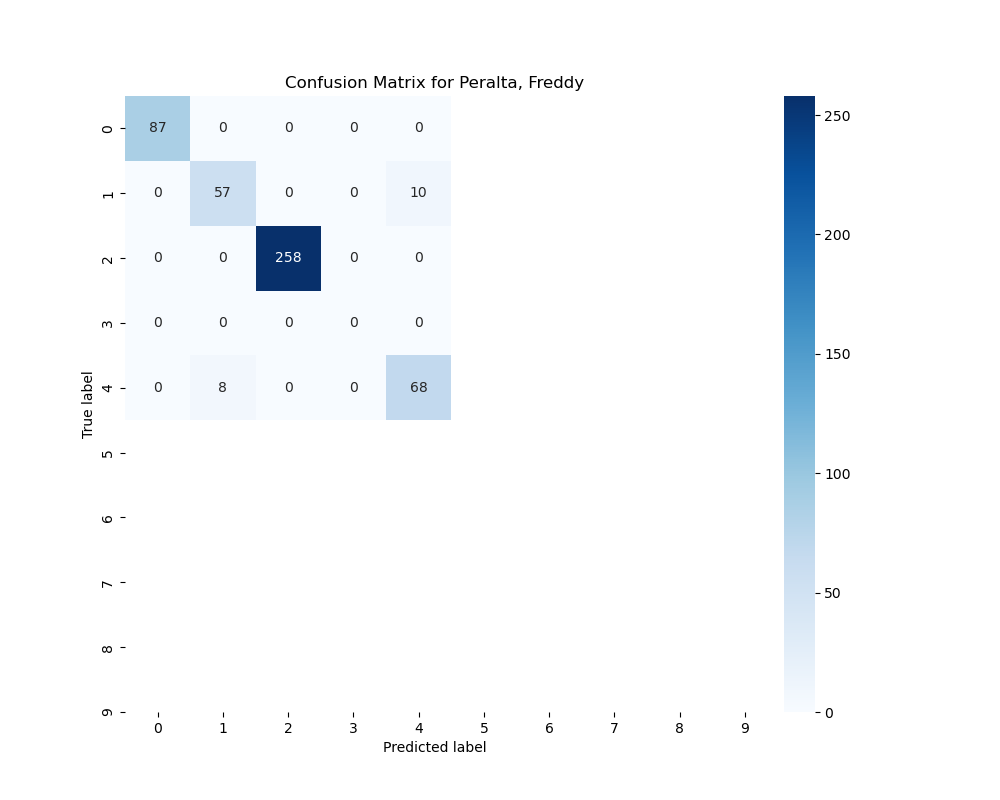 Confusion Matrix for Peralta, Freddy
0 87 0 0 0 0
1 0 57 0 0 10
2 0 0 258 0 0
3 0 0 0 0 0
4 0 8 0 0 68
5
6
7
8
9
True label
0 1 2 3 4 5 6 7 8 9
Predicted label
250
200
150
100
50
0